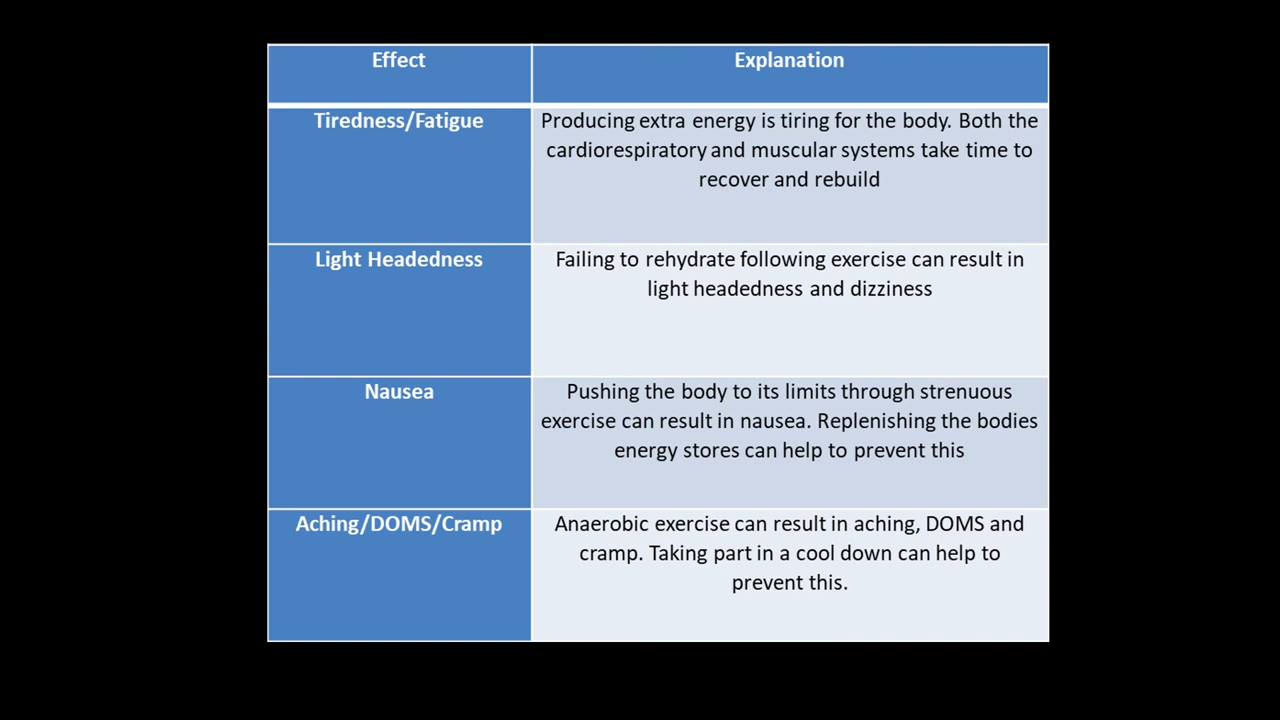 Effect
Explanation
Tiredness/Fatigue
Producing extra energy is tiring for the body. Both the
cardiorespiratory and muscular systems take time to
recover and rebuild
Light Headedness
Failing to rehydrate following exercise can result in
light headedness and dizziness
Nausea
Pushing the body to its limits through strenuous
exercise can result in nausea. Replenishing the bodies
energy stores can help to prevent this
Aching/DOMS/Cramp
Anaerobic exercise can result in aching, DOMS and
cramp. Taking part in a cool down can help to
prevent this.